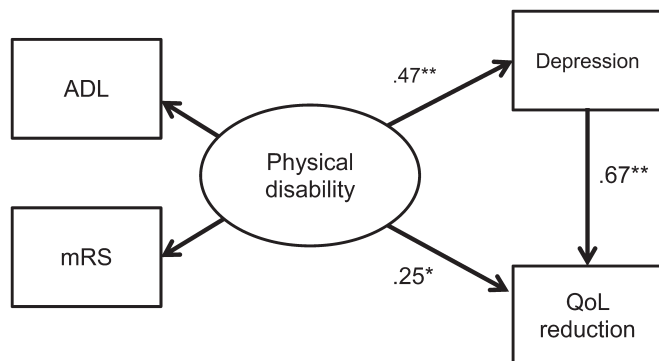 ADL
Depression
.47**
Physical
disability
.67**
mRS
.25*
QoL
reduction